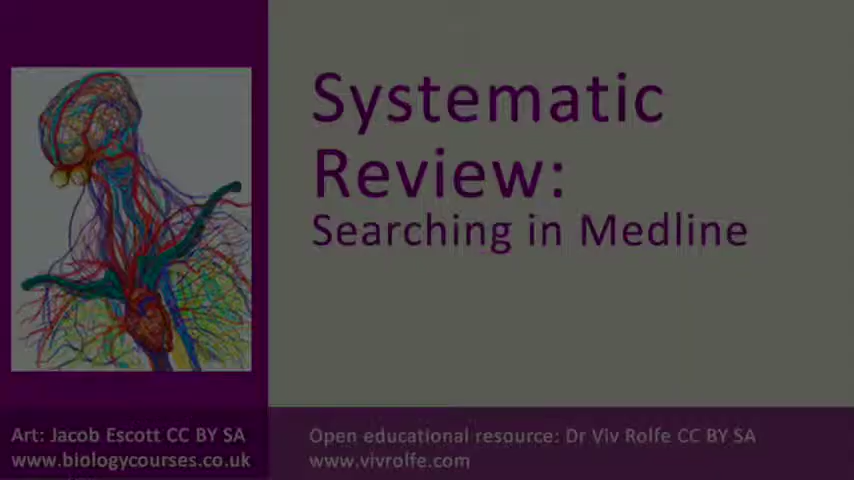 Systematic
Review:
Searching in Medline
Art: Jacob Escott CC BY SA
www.biologycourses.co.uk
Open educational resource: Dr Viv Rolfe CC BY SA
www.vivrolfe.com